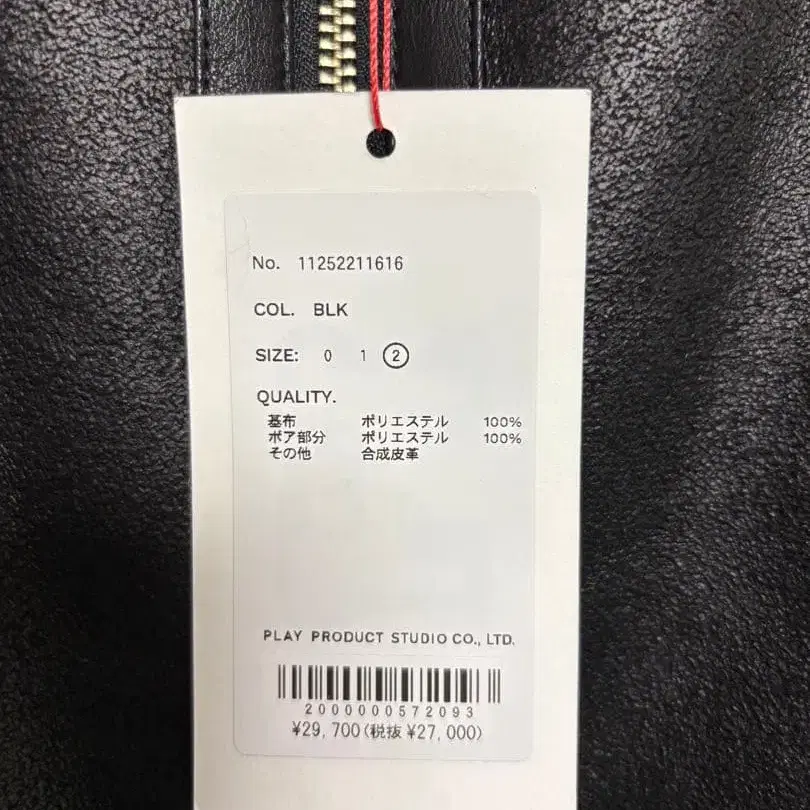 No. 11252211616
COL. BLK
SIZE: 0 1 2
QUALITY.
基布 ポリエステル 100%
ボア部分 ポリエステル 100%
その他 合成皮革
PLAY PRODUCT STUDIO CO., LTD.
2000000572093
¥29,700(税抜 ¥27,000)